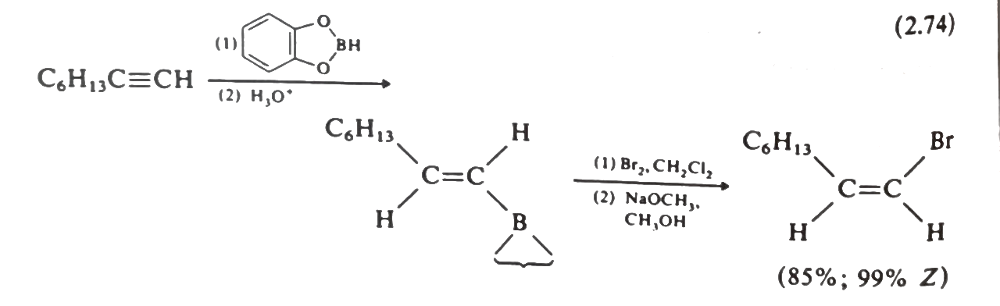 (2.74)
(1) O BH O
C₆H₁₃C≡CH
(2) H₃O⁺
C₆H₁₃ H
C=C
H B
(1) Br₂, CH₂Cl₂
(2) NaOCH₃,
CH₃OH
C₆H₁₃ Br
C=C
H H
(85%; 99% Z)